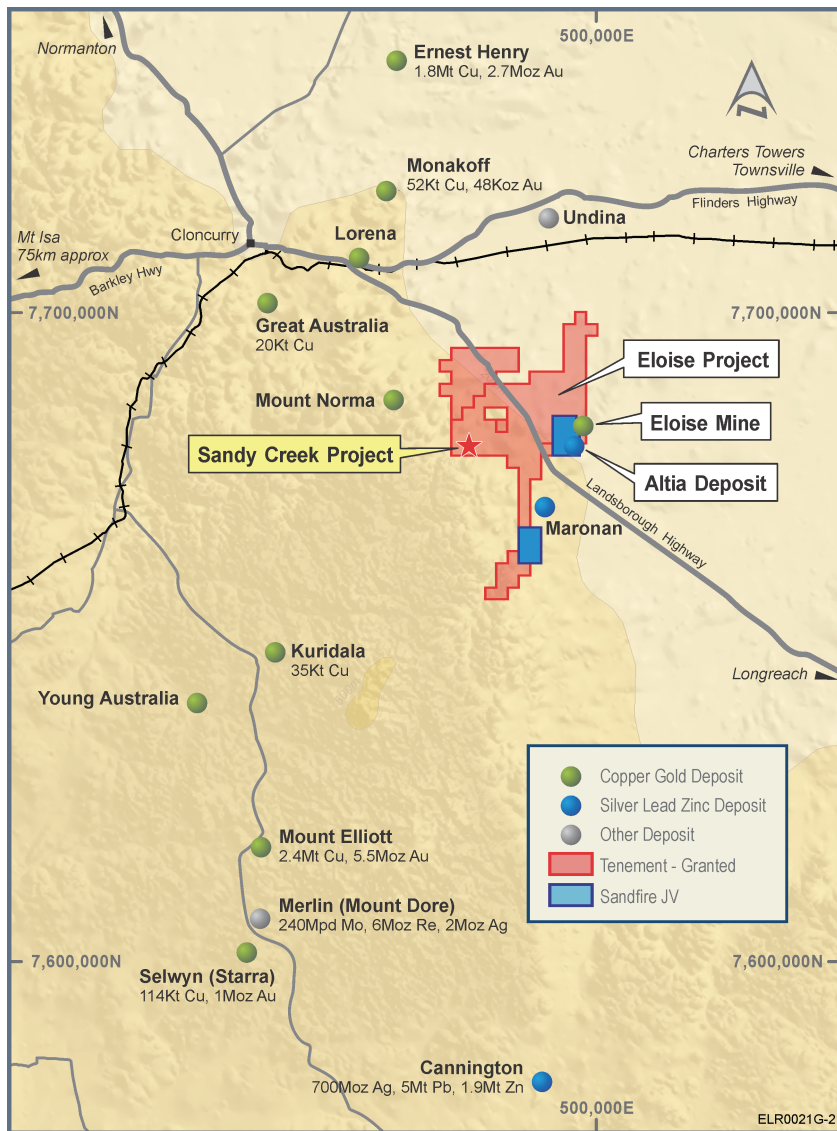 500,000E
Normanton
Ernest Henry
1.8Mt Cu, 2.7Moz Au
Charters Towers
Townsville
Monakoff
52Kt Cu, 48Koz Au
Flinders Highway
Undina
Cloncurry
Lorena
Mt Isa
75km approx
Barkley Hwy
7,700,000N
7,700,000N
Great Australia
20Kt Cu
Eloise Project
Mount Norma
Eloise Mine
Sandy Creek Project
Altia Deposit
Landsborough Highway
Maronan
Kuridala
35Kt Cu
Longreach
Young Australia
Copper Gold Deposit
Silver Lead Zinc Deposit
Other Deposit
Tenement - Granted
Sandfire JV
Mount Elliott
2.4Mt Cu, 5.5Moz Au
Merlin (Mount Dore)
240Mpd Mo, 6Moz Re, 2Moz Ag
7,600,000N
7,600,000N
Selwyn (Starra)
114Kt Cu, 1Moz Au
Cannington
700Moz Ag, 5Mt Pb, 1.9Mt Zn
500,000E
ELR0021G-2